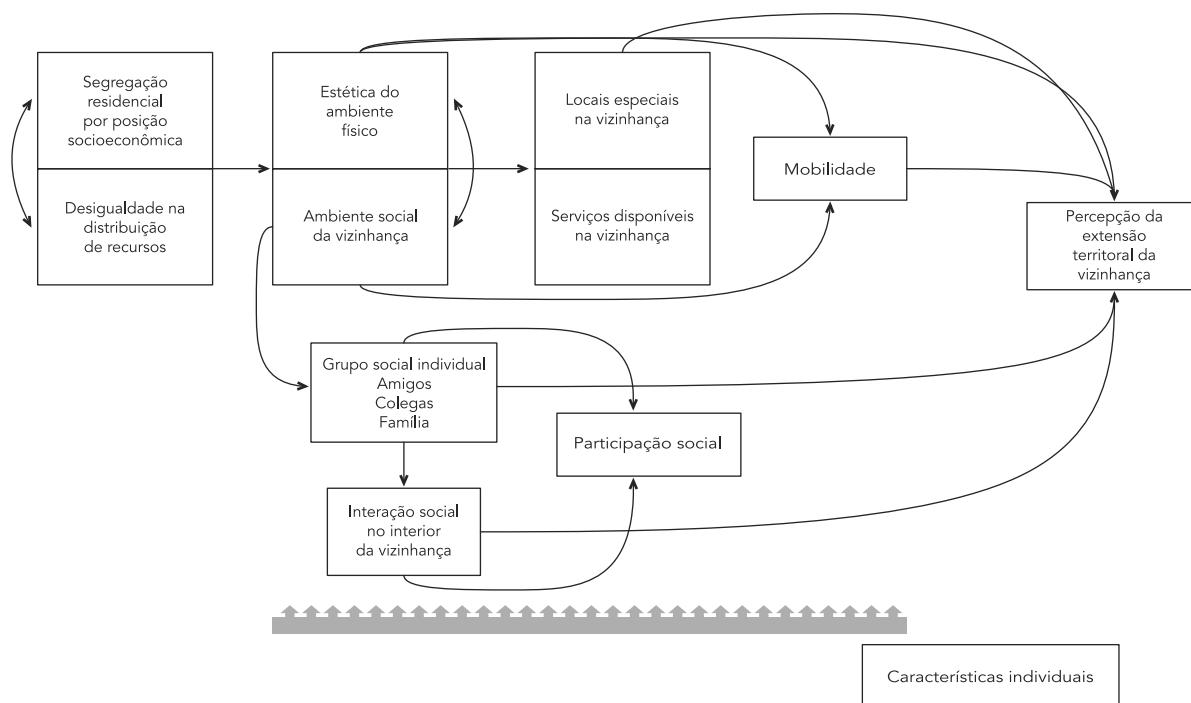 Segregação
residencial
por posição
socioeconômica
Desigualdade na
distribuição
de recursos
Estética do
ambiente
físico
Ambiente social
da vizinhança
Locais especiais
na vizinhança
Serviços disponíveis
na vizinhança
Mobilidade
Percepção da
extensão
territoral da
vizinhança
Grupo social individual
Amigos
Colegas
Família
Participação social
Interação social
no interior
da vizinhança
Características individuais